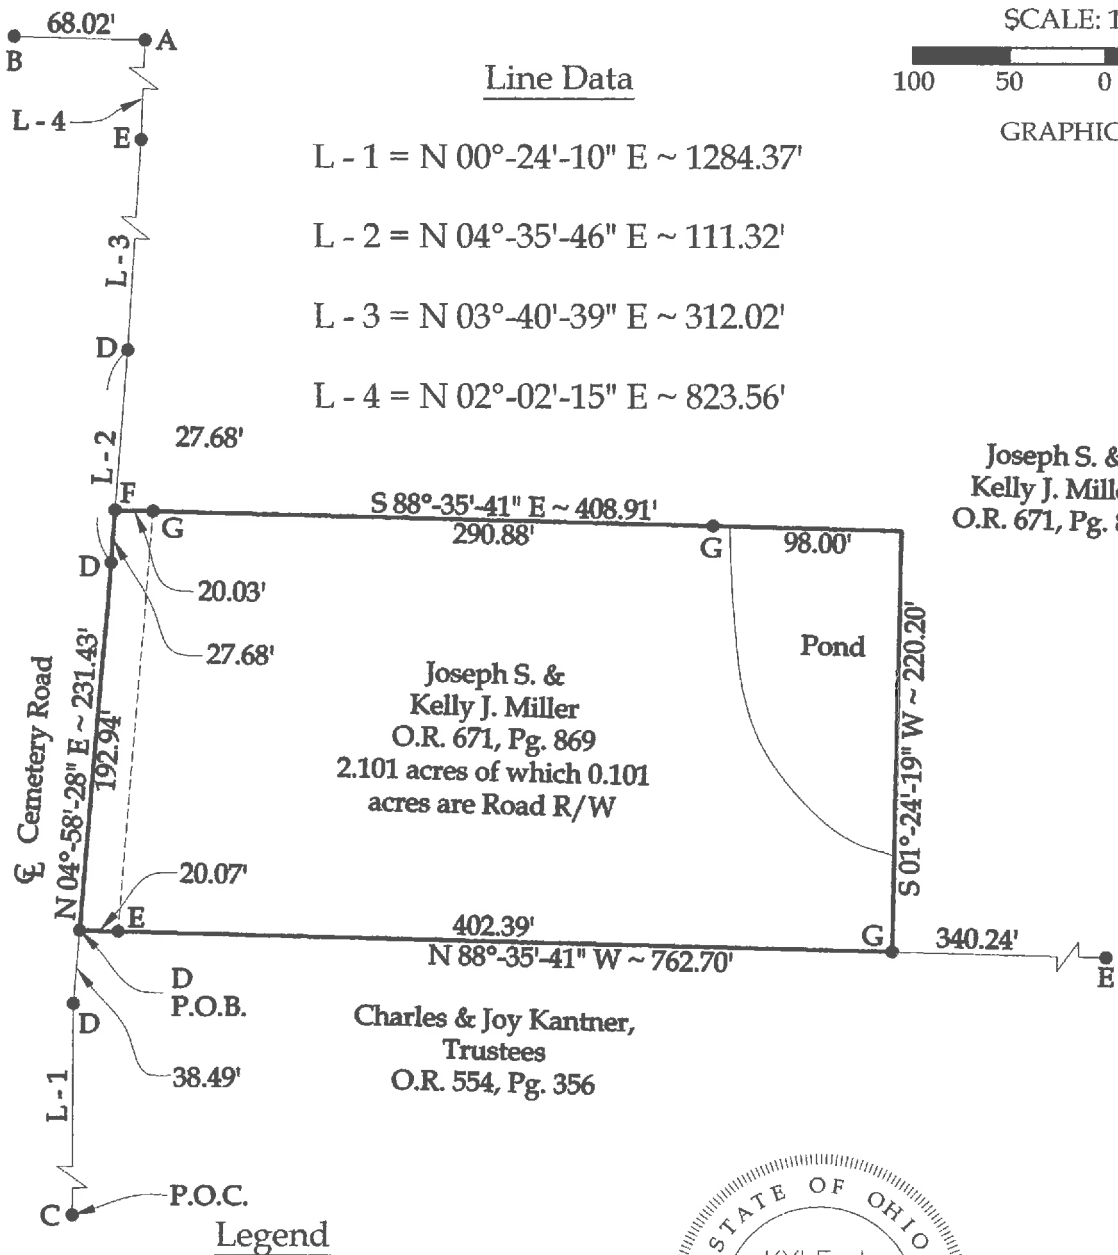 68.02'
A
B
SCALE: 1
100 50 0
GRAPHIC
Line Data
L - 4
E
L - 1 = N 00°-24'-10" E ~ 1284.37'
L - 2 = N 04°-35'-46" E ~ 111.32'
L - 3 = N 03°-40'-39" E ~ 312.02'
L - 4 = N 02°-02'-15" E ~ 823.56'
L - 3
D
L - 2
27.68'
Joseph S. &
Kelly J. Mill
O.R. 671, Pg.
F
G
S 88°-35'-41" E ~ 408.91'
290.88'
G
98.00'
D
20.03'
27.68'
Pond
Joseph S. &
Kelly J. Miller
O.R. 671, Pg. 869
2.101 acres of which 0.101
acres are Road R/W
S 01°-24'-19" W ~ 220.20'
℄ Cemetery Road
N 04°-58'-28" E ~ 231.43'
192.94'
20.07'
E
402.39'
N 88°-35'-41" W ~ 762.70'
G
340.24'
E
D
P.O.B.
D
38.49'
Charles & Joy Kantner,
Trustees
O.R. 554, Pg. 356
L - 1
C
P.O.C.
Legend
STATE OF OHIO